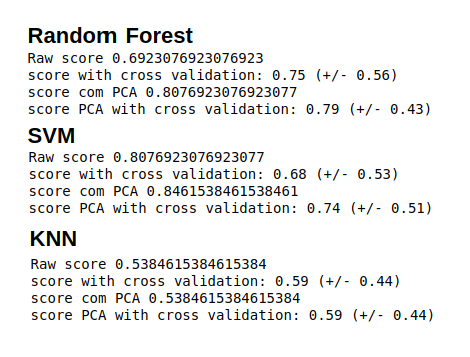 Random Forest
Raw score 0.6923076923076923
score with cross validation: 0.75 (+/- 0.56)
score com PCA 0.8076923076923077
score PCA with cross validation: 0.79 (+/- 0.43)
SVM
Raw score 0.8076923076923077
score with cross validation: 0.68 (+/- 0.53)
score com PCA 0.8461538461538461
score PCA with cross validation: 0.74 (+/- 0.51)
KNN
Raw score 0.5384615384615384
score with cross validation: 0.59 (+/- 0.44)
score com PCA 0.5384615384615384
score PCA with cross validation: 0.59 (+/- 0.44)